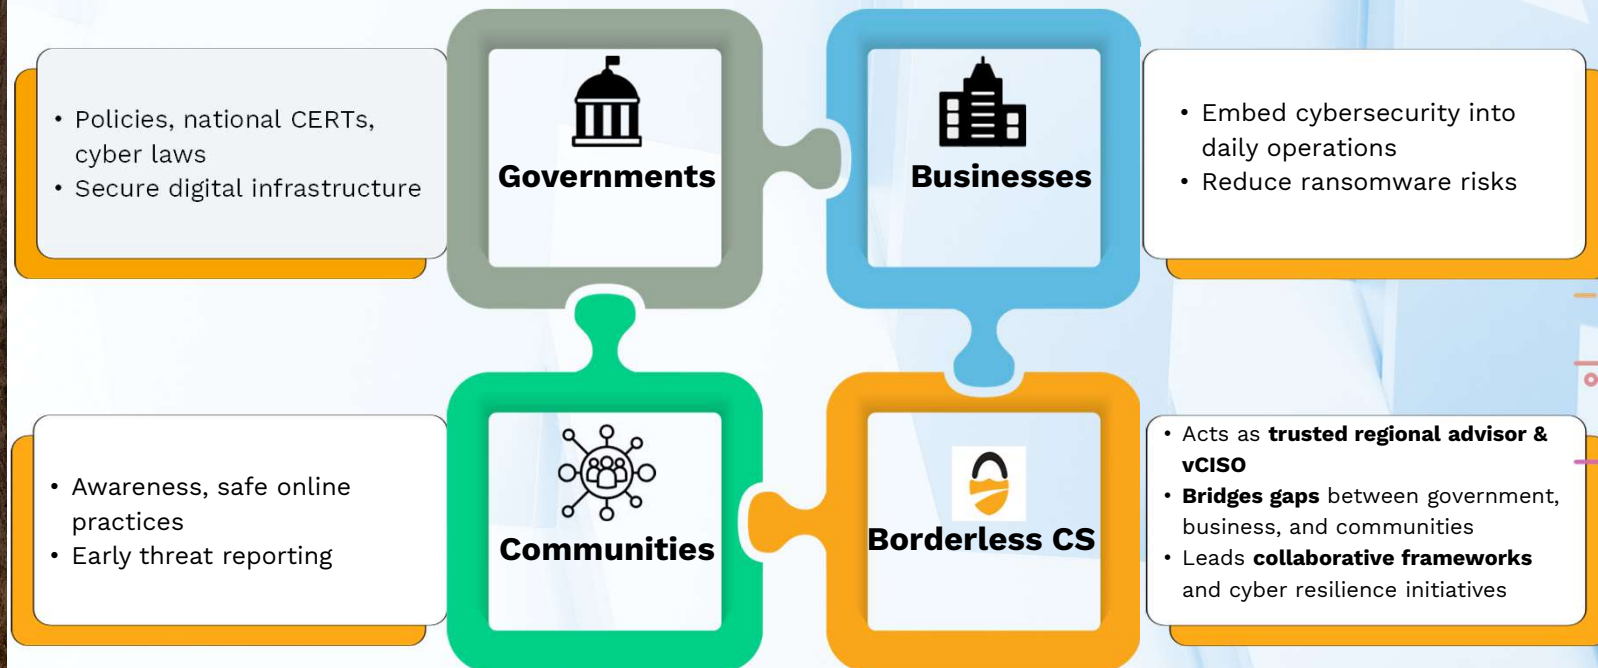 • Policies, national CERTs,
cyber laws
• Secure digital infrastructure
Governments
Businesses
• Embed cybersecurity into
daily operations
• Reduce ransomware risks
• Awareness, safe online
practices
• Early threat reporting
Communities
Borderless CS
• Acts as trusted regional advisor &
vCISO
• Bridges gaps between government,
business, and communities
• Leads collaborative frameworks
and cyber resilience initiatives